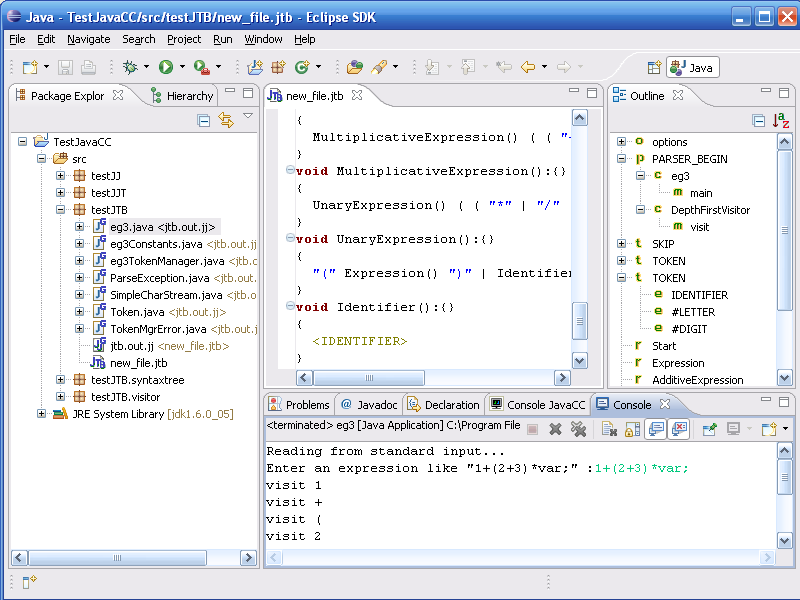 Java - TestJavaCC/src/testJTB/new_file.jtb - Eclipse SDK
File Edit Navigate Search Project Run Window Help
Java
Package Explor
Hierarchy
TestJavaCC
src
testJJ
testJJT
testJTB
eg3.java <jtb.out.jj>
eg3Constants.java <jtb.out.jj
eg3TokenManager.java <jtb.c
ParseException.java <jtb.out.
SimpleCharStream.java <jtb.o
Token.java <jtb.out.jj>
TokenMgrError.java <jtb.out.j
jtb.out.jj <new_file.jtb>
new_file.jtb
testJTB.syntaxtree
testJTB.visitor
JRE System Library [jdk1.6.0_05]
new_file.jtb
{
MultiplicativeExpression() ( ( "+
}
void MultiplicativeExpression():{}
{
UnaryExpression() ( ( "*" | "/"
}
void UnaryExpression():{}
{
"(" Expression() ")" | Identifier
}
void Identifier():{}
{
<IDENTIFIER>
}
Outline
options
PARSER_BEGIN
eg3
main
DepthFirstVisitor
visit
SKIP
TOKEN
TOKEN
IDENTIFIER
#LETTER
#DIGIT
Start
Expression
AdditiveExpression
Problems
Javadoc
Declaration
Console JavaCC
Console
<terminated> eg3 [Java Application] C:\Program File
Reading from standard input...
Enter an expression like "1+(2+3)*var;" :1+(2+3)*var;
visit 1
visit +
visit (
visit 2